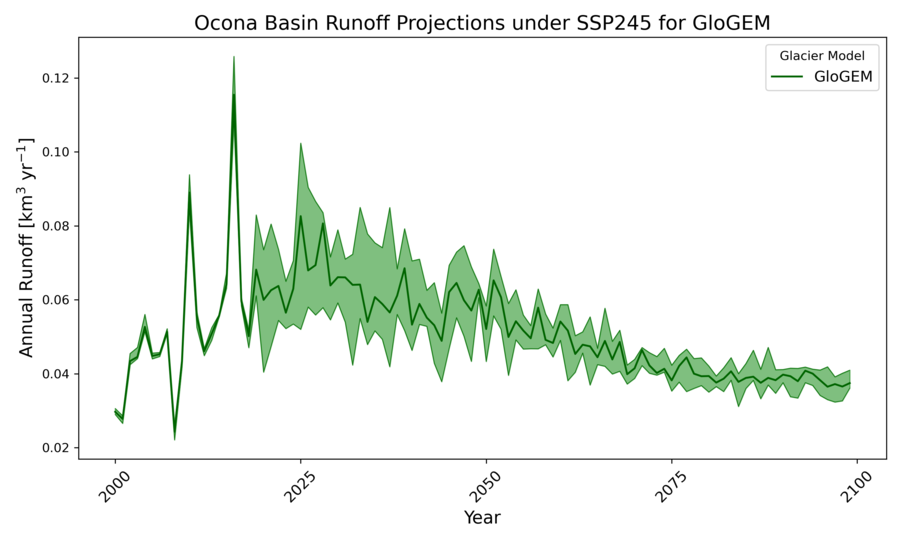 Ocona Basin Runoff Projections under SSP245 for GloGEM
Glacier Model
GloGEM
Annual Runoff [km³ yr⁻¹]
0.12
0.10
0.08
0.06
0.04
0.02
2000
2025
2050
2075
2100
Year